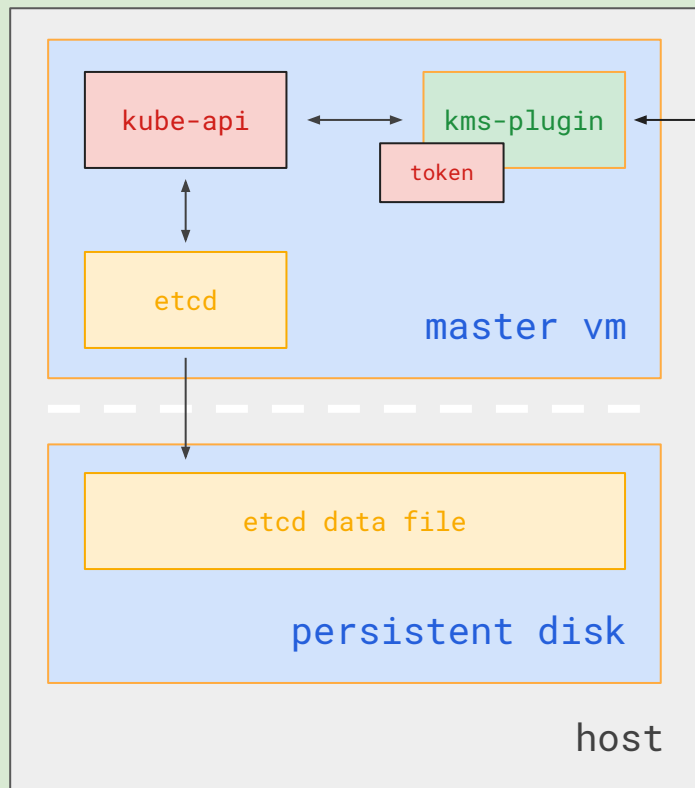 kube-api
kms-plugin
token
etcd
master vm
etcd data file
persistent disk
host